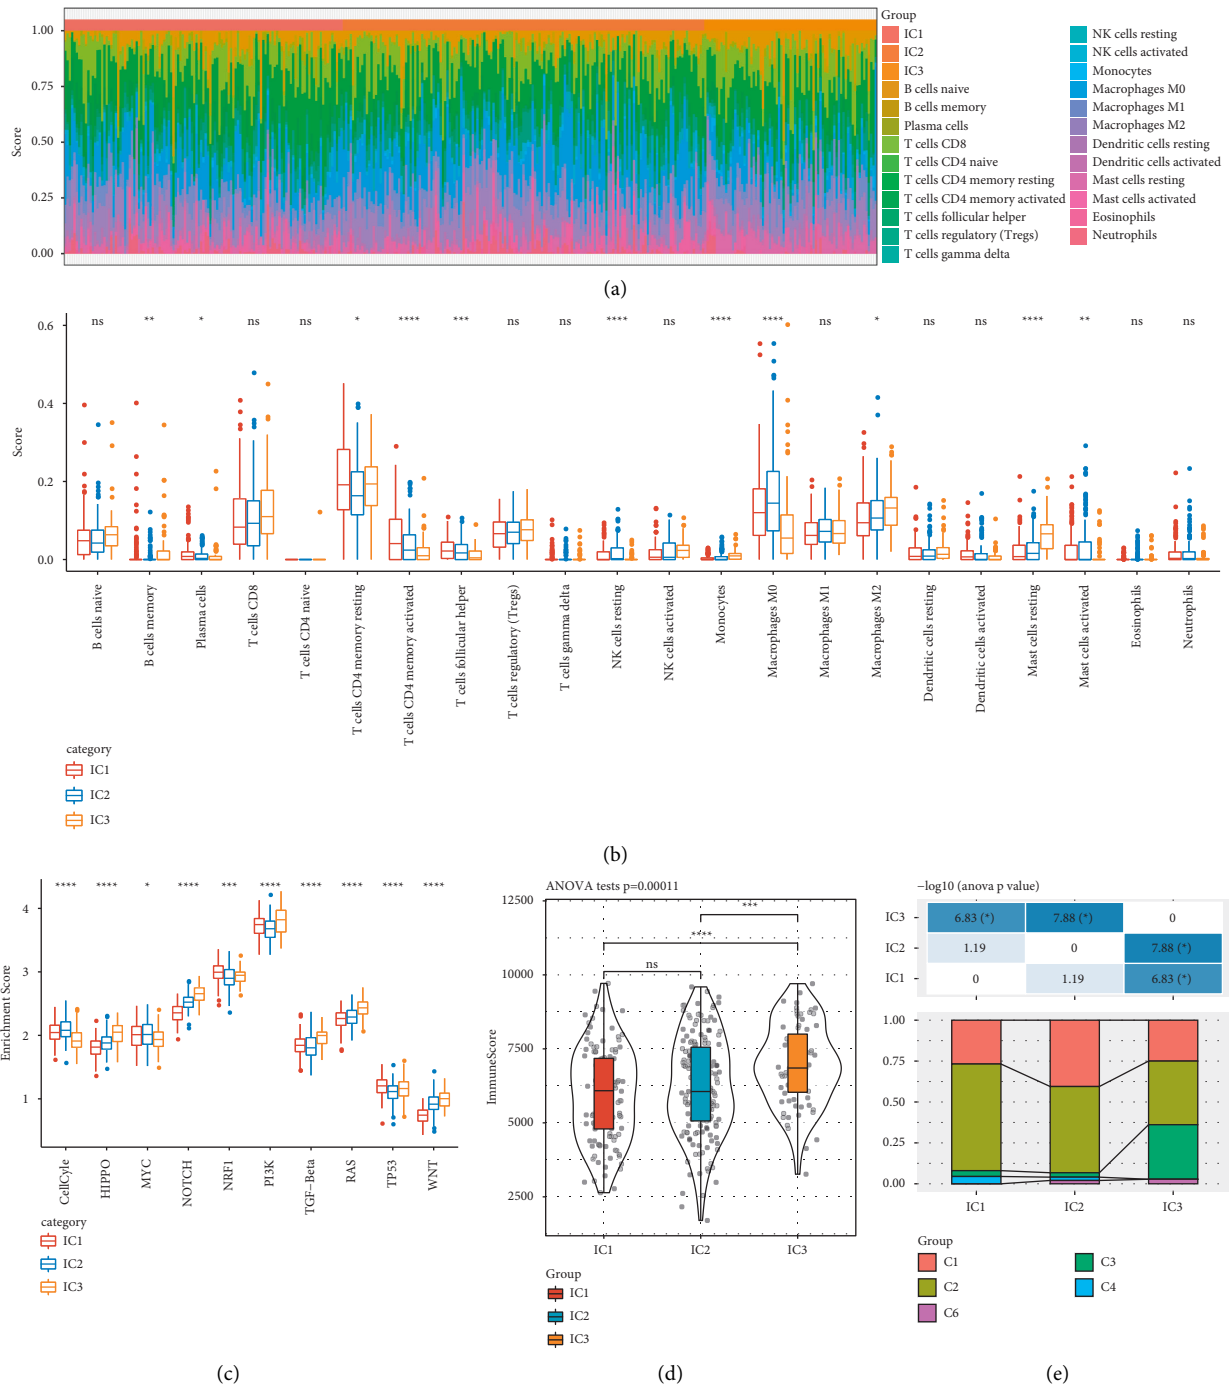 Group
IC1
IC2
IC3
B cells naive
B cells memory
Plasma cells
T cells CD8
T cells CD4 naive
T cells CD4 memory resting
T cells CD4 memory activated
T cells follicular helper
T cells regulatory (Tregs)
T cells gamma delta
NK cells resting
NK cells activated
Monocytes
Macrophages M0
Macrophages M1
Macrophages M2
Dendritic cells resting
Dendritic cells activated
Mast cells resting
Mast cells activated
Eosinophils
Neutrophils
Score
1.00
0.75
0.50
0.25
0.00
(a)
ns ** * ns ns * **** *** ns ns **** ns **** **** ns * ns ns **** ** ns ns
Score
0.6
0.4
0.2
0.0
B cells naive
B cells memory
Plasma cells
T cells CD8
T cells CD4 naive
T cells CD4 memory resting
T cells CD4 memory activated
T cells follicular helper
T cells regulatory (Tregs)
T cells gamma delta
NK cells resting
NK cells activated
Monocytes
Macrophages M0
Macrophages M1
Macrophages M2
Dendritic cells resting
Dendritic cells activated
Mast cells resting
Mast cells activated
Eosinophils
Neutrophils
category
IC1
IC2
IC3
(b)
**** **** * **** *** **** **** **** **** ****
Enrichment Score
4
3
2
1
CellCyle
HIPPO
MYC
NOTCH
NRF1
PI3K
TGF-Beta
RAS
TP53
WNT
category
IC1
IC2
IC3
(c)
ANOVA tests p=0.00011
ImmuneScore
12500
10000
7500
5000
2500
***
****
ns
IC1 IC2 IC3
Group
IC1
IC2
IC3
(d)
−log10 (anova p value)
IC3 6.83 (*) 7.88 (*) 0
IC2 1.19 0 7.88 (*)
IC1 0 1.19 6.83 (*)
1.00
0.75
0.50
0.25
0.00
IC1 IC2 IC3
Group
C1
C2
C6
C3
C4
(e)